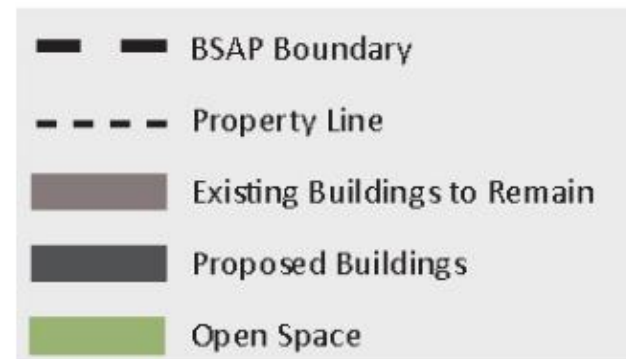 BSAP Boundary
Property Line
Existing Buildings to Remain
Proposed Buildings
Open Space